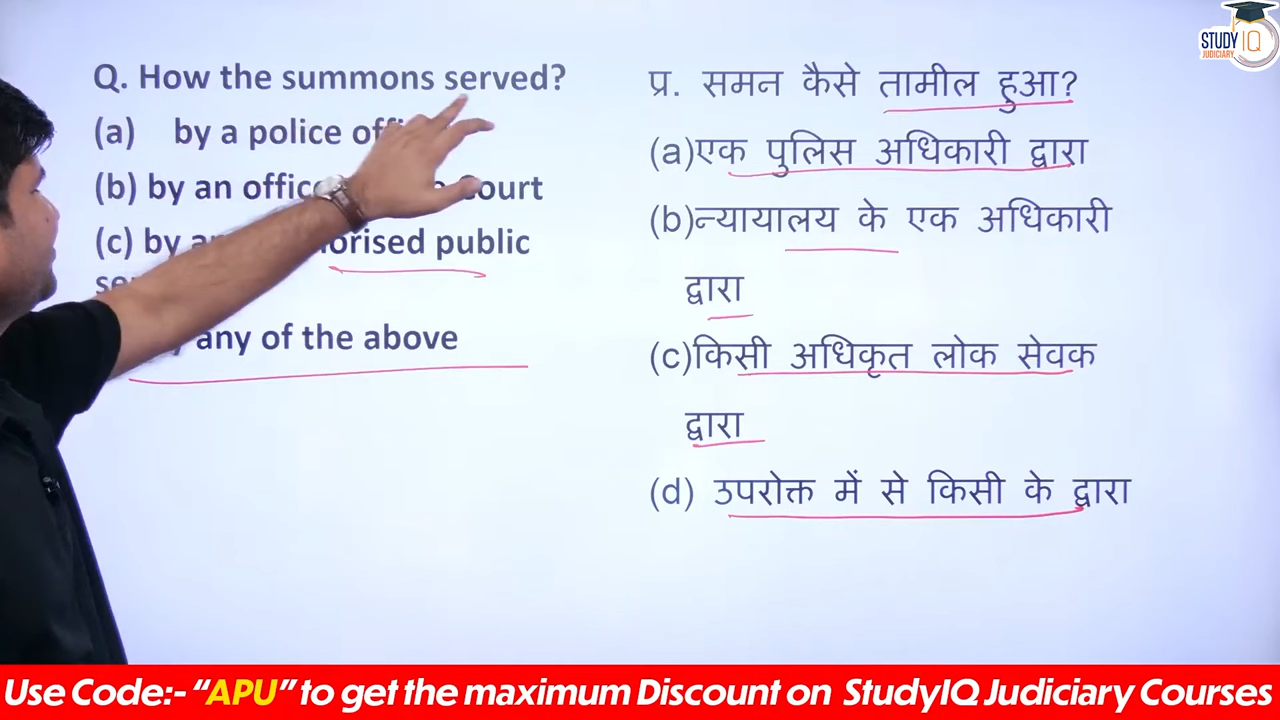 STUDY IQ
JUDICIARY
Q. How the summons served?
(a) by a police
(b) by an court
(c) by public
any of the above
प्र. समन कैसे तामील हुआ?
(a)एक पुलिस अधिकारी द्वारा
(b)न्यायालय के एक अधिकारी
द्वारा
(c)किसी अधिकृत लोक सेवक
द्वारा
(d) उपरोक्त में से किसी के द्वारा
Use Code:- “APU” to get the maximum Discount on StudyIQ Judiciary Courses